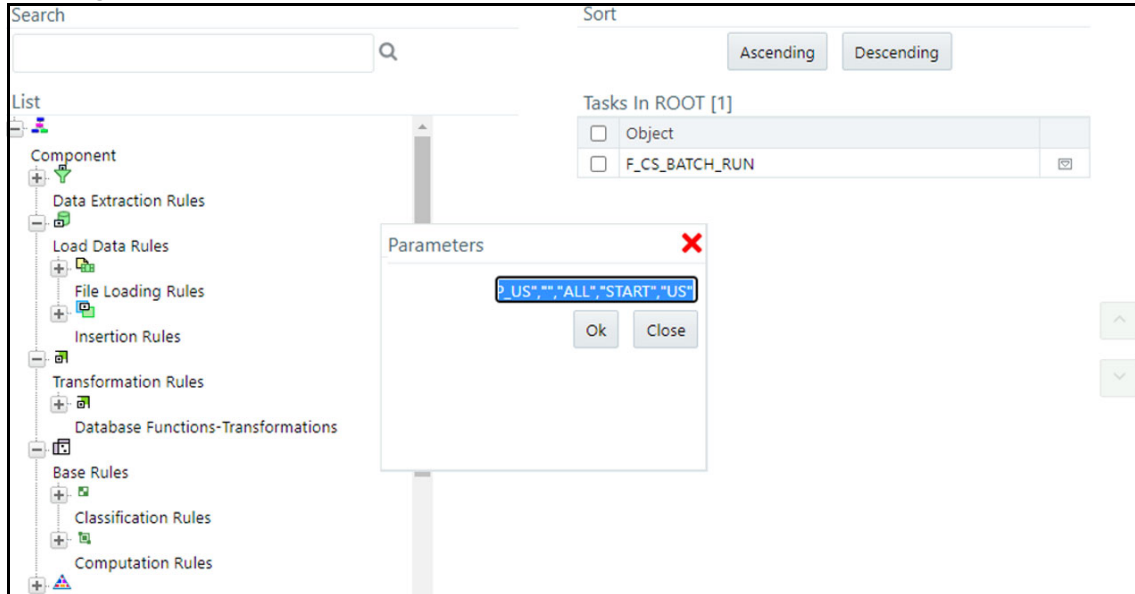 Search
Sort
Ascending Descending
List
Tasks In ROOT [1]
Object
Component
F_CS_BATCH_RUN
Data Extraction Rules
Load Data Rules
Parameters
File Loading Rules
_US","","ALL","START","US"
Insertion Rules
Ok Close
Transformation Rules
Database Functions-Transformations
Base Rules
Classification Rules
Computation Rules